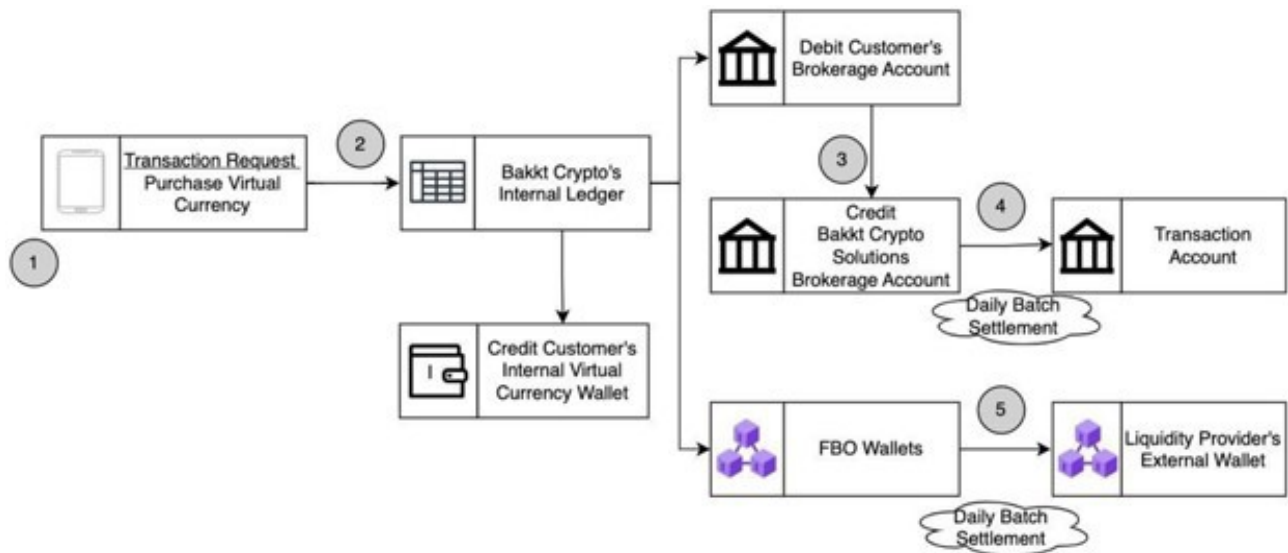 Debit Customer's
Brokerage Account
2
3
Transaction Request
Purchase Virtual
Currency
Bakkt Crypto's
Internal Ledger
1
Credit
Bakkt Crypto
Solutions
Brokerage Account
4
Transaction
Account
Daily Batch
Settlement
Credit Customer's
Internal Virtual
Currency Wallet
5
FBO Wallets
Liquidity Provider's
External Wallet
Daily Batch
Settlement